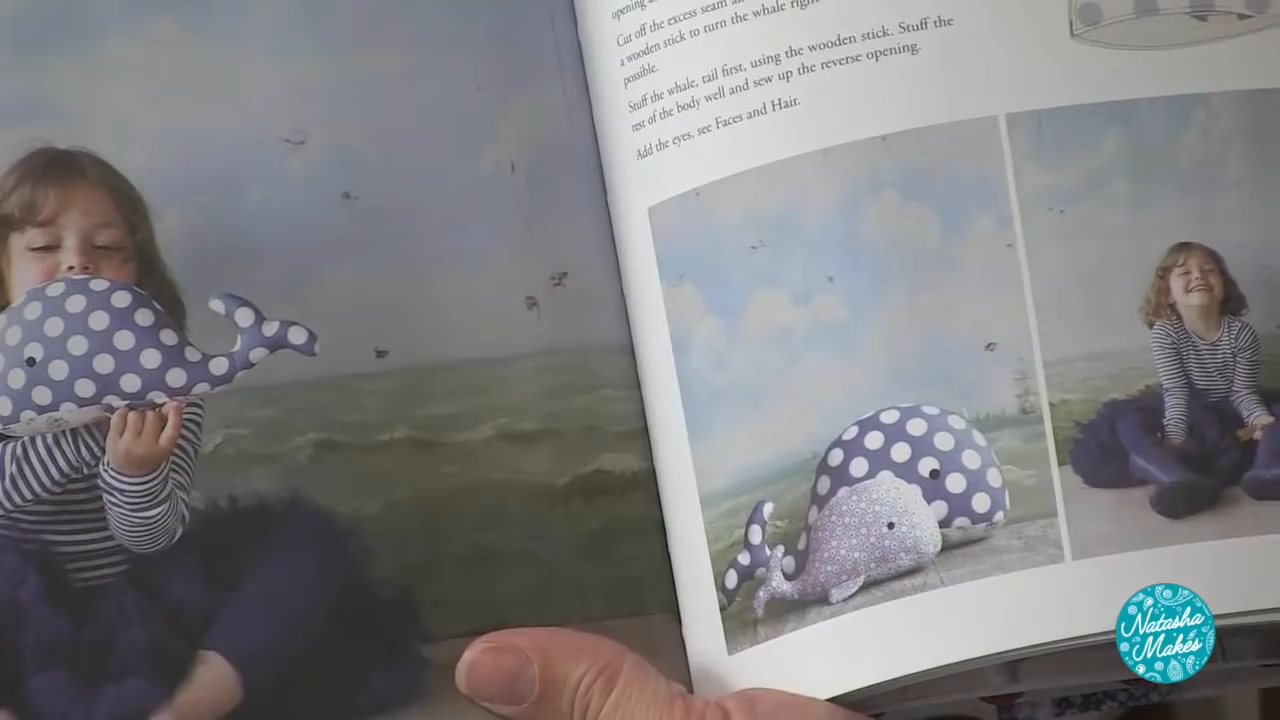 opening
Cut off the excess seam
a wooden stick to turn the whale right
possible.
Stuff the whale, tail first, using the wooden stick. Stuff the
rest of the body well and sew up the reverse opening.
Add the eyes, see Faces and Hair.
Natasha
Makes